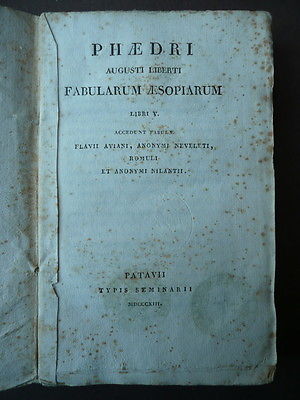 PHÆDRI
AUGUSTI LIBERTI
FABULARUM ÆSOPIARUM
LIBRI V.
ACCEDUNT FABULÆ
FLAVII AVIANI, ANONYMI NEVELETI,
ROMULI
ET ANONYMI NILANTII.
PATAVII
TYPIS SEMINARII
MDCCCXIII.